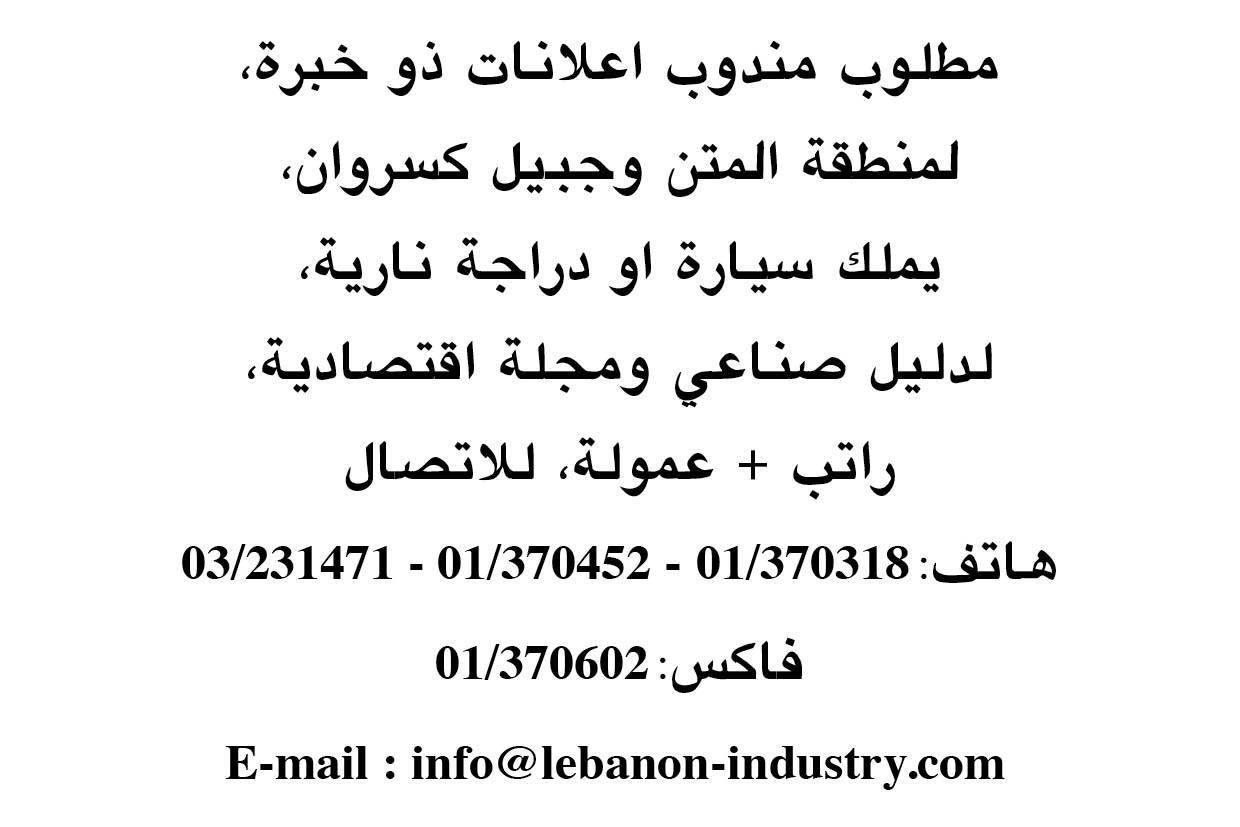 مطلوب مندوب اعلانات ذو خبرة،
لمنطقة المتن وجبيل كسروان،
يملك سيارة او دراجة نارية،
لدليل صناعي ومجلة اقتصادية،
راتب + عمولة، للاتصال
هاتف: 01/370318 - 01/370452 - 03/231471
فاكس: 01/370602
E-mail : info@lebanon-industry.com